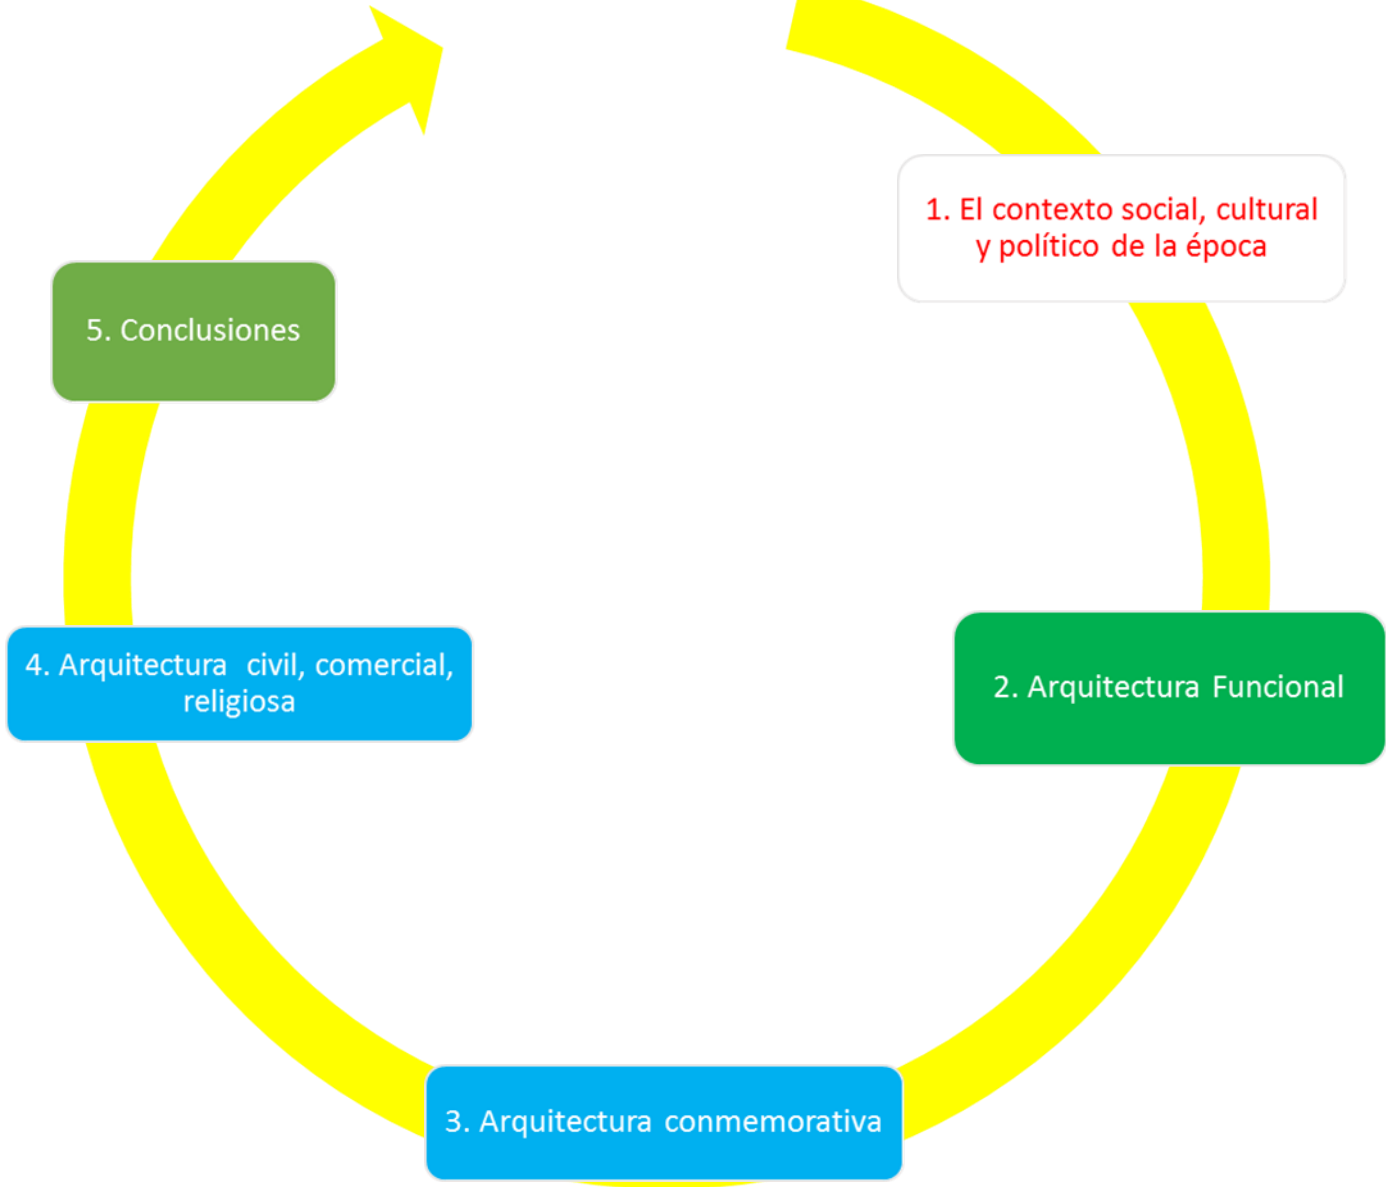 1. El contexto social, cultural
y político de la época
2. Arquitectura Funcional
3. Arquitectura conmemorativa
4. Arquitectura civil, comercial,
religiosa
5. Conclusiones